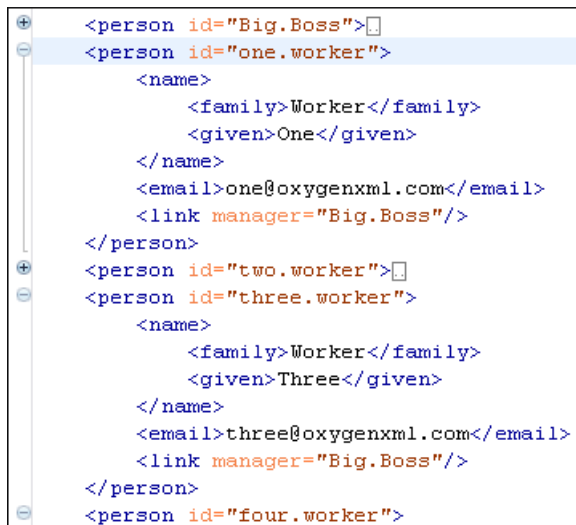 <person id="Big.Boss">..
<person id="one.worker">
<name>
<family>Worker</family>
<given>One</given>
</name>
<email>one@oxygenxml.com</email>
<link manager="Big.Boss"/>
</person>
<person id="two.worker">..
<person id="three.worker">
<name>
<family>Worker</family>
<given>Three</given>
</name>
<email>three@oxygenxml.com</email>
<link manager="Big.Boss"/>
</person>
<person id="four.worker">